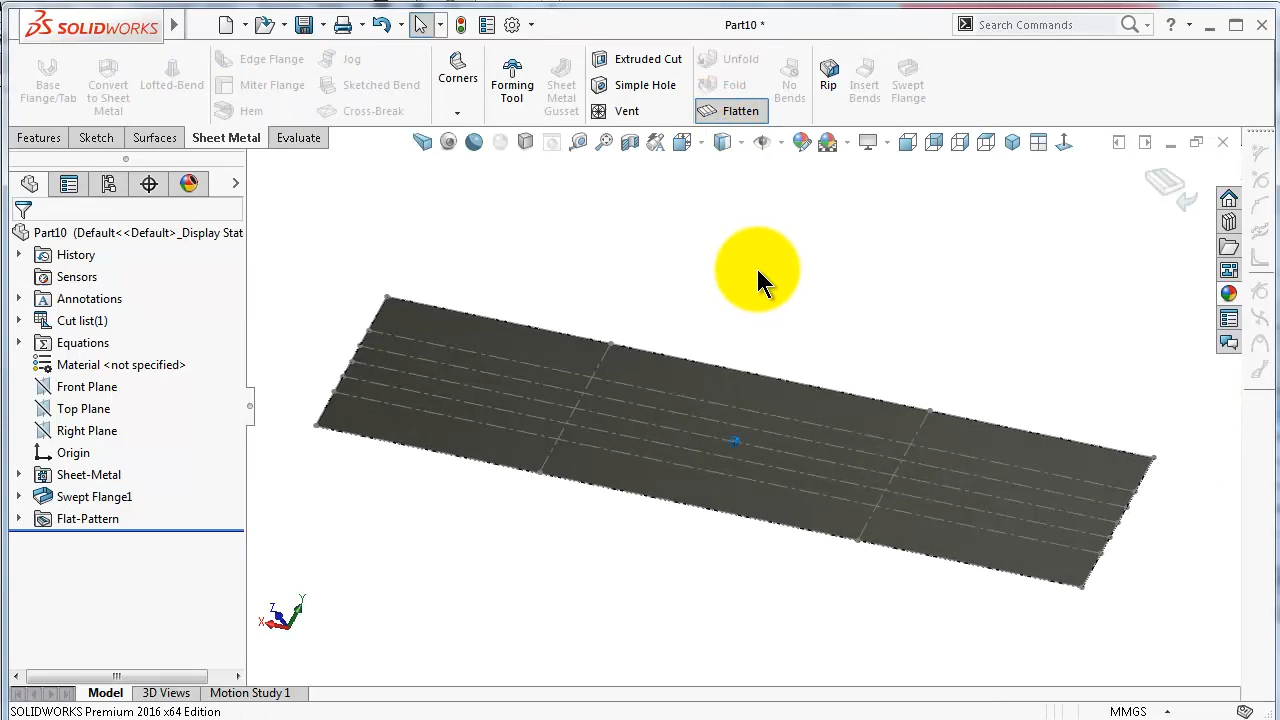 SOLIDWORKS
Part10 *
Search Commands
Base Flange/Tab
Convert to Sheet Metal
Lofted-Bend
Edge Flange
Miter Flange
Hem
Jog
Sketched Bend
Cross-Break
Corners
Forming Tool
Sheet Metal Gusset
Extruded Cut
Simple Hole
Vent
Unfold
Fold
Flatten
No Bends
Rip
Insert Bends
Swept Flange
Features
Sketch
Surfaces
Sheet Metal
Evaluate
Part10 (Default<<Default>_Display Stat
History
Sensors
Annotations
Cut list(1)
Equations
Material <not specified>
Front Plane
Top Plane
Right Plane
Origin
Sheet-Metal
Swept Flange1
Flat-Pattern
Z
Y
X
Model
3D Views
Motion Study 1
SOLIDWORKS Premium 2016 x64 Edition
MMGS